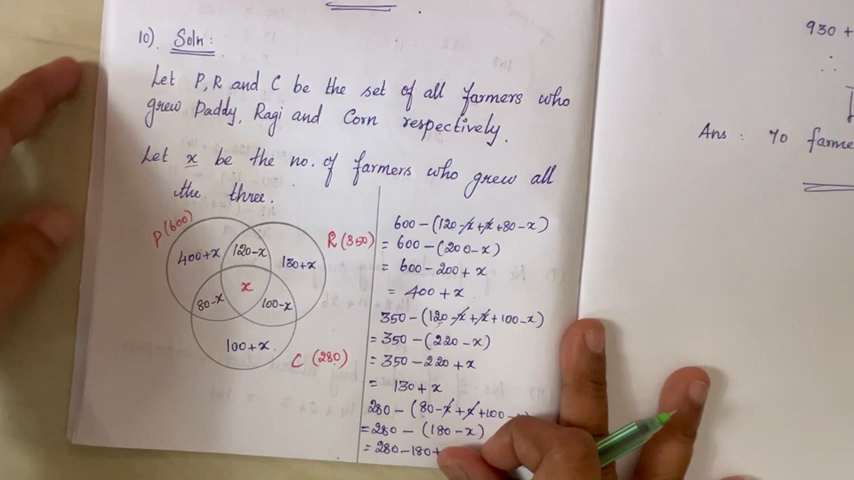 10). Soln:
Let P, R and C be the set of all farmers who
grew Paddy, Ragi and Corn respectively.
Let x be the no. of farmers who grew all
the three.
P(600)
R (350)
C (280)
400+x
120-x
130+x
x
80-x
100-x
100+x.
600-(120-x+x+80-x)
= 600-(200-x)
= 600-200+x
= 400+x
350-(120-x+x+100-x)
= 350-(220-x)
= 350-220+x
= 130+x
280-(80-x+x+100-
= 280-(180-x)
= 280-180+
930 +
∴
Ans: 70 farme